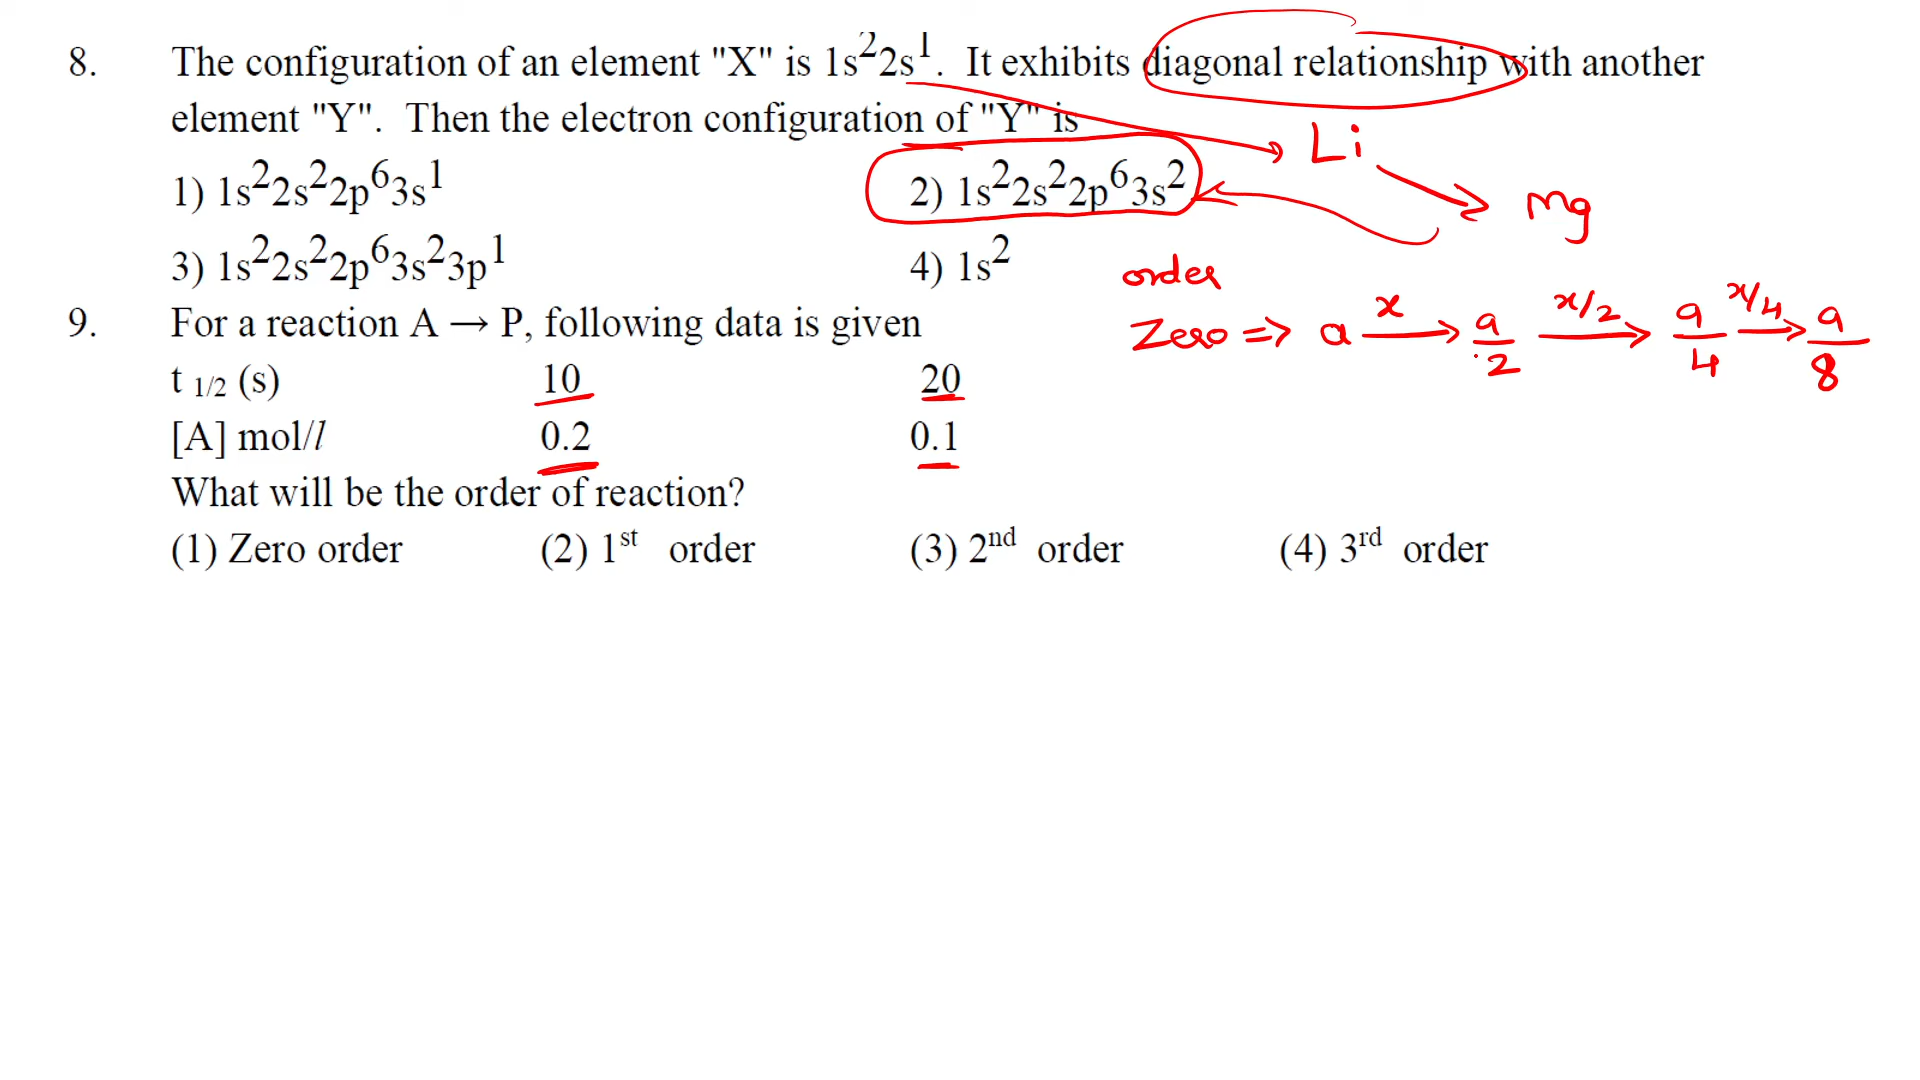 8. The configuration of an element "X" is 1s²2s¹. It exhibits diagonal relationship with another
element "Y". Then the electron configuration of "Y" is
Li
1) 1s²2s²2p⁶3s¹ 2) 1s²2s²2p⁶3s²
Mg
3) 1s²2s²2p⁶3s²3p¹ 4) 1s²
order
9. For a reaction A → P, following data is given
Zero ⇒ a —x→ a/2 —x/2→ a/4 —x/4→ a/8
t 1/2 (s) 10 20
[A] mol/l 0.2 0.1
What will be the order of reaction?
(1) Zero order (2) 1st order (3) 2nd order (4) 3rd order